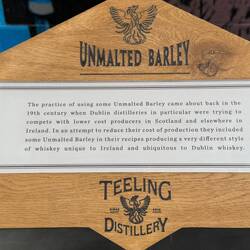 UNMALTED BARLEY
The practice of using some Unmalted Barley came about back in the
19th century when Dublin distilleries in particular were trying to
compete with lower cost producers in Scotland and elsewhere in
Ireland. In an attempt to reduce their cost of production they included
some Unmalted Barley in their recipes producing a very different style
of whiskey unique to Ireland and ubiquitous to Dublin whiskey.
TEELING
DISTILLERY